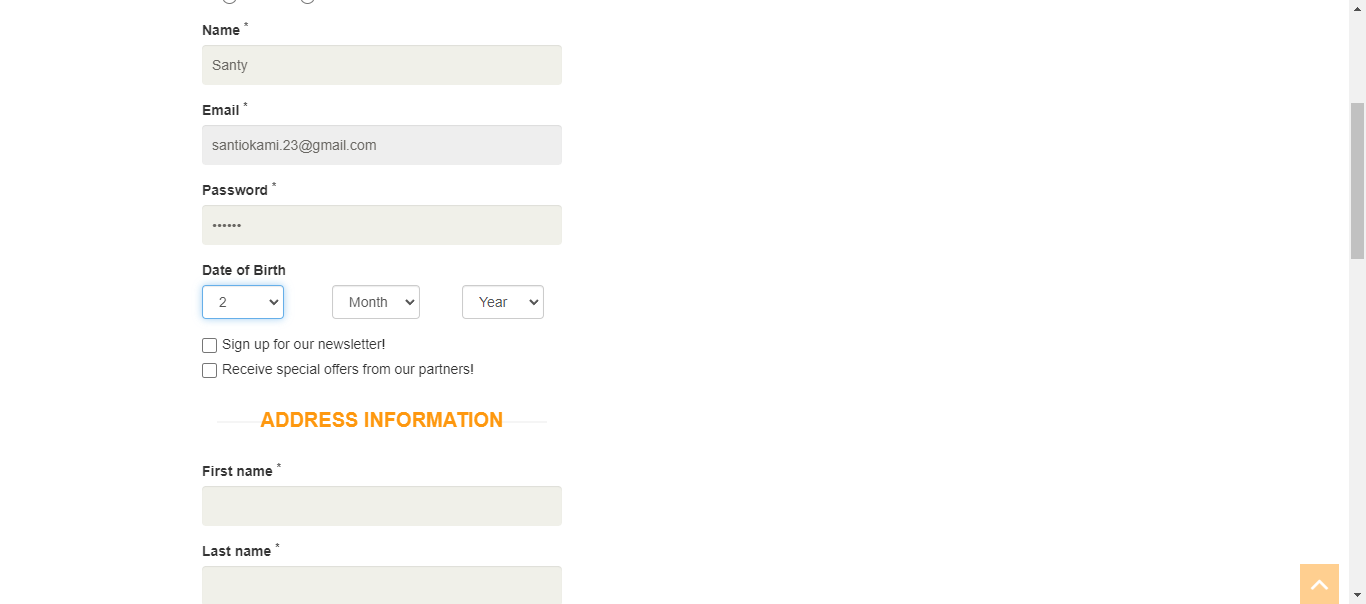 Name *
Santy
Email *
santiokami.23@gmail.com
Password *
••••••
Date of Birth
2 Month Year
Sign up for our newsletter!
Receive special offers from our partners!
ADDRESS INFORMATION
First name *
Last name *